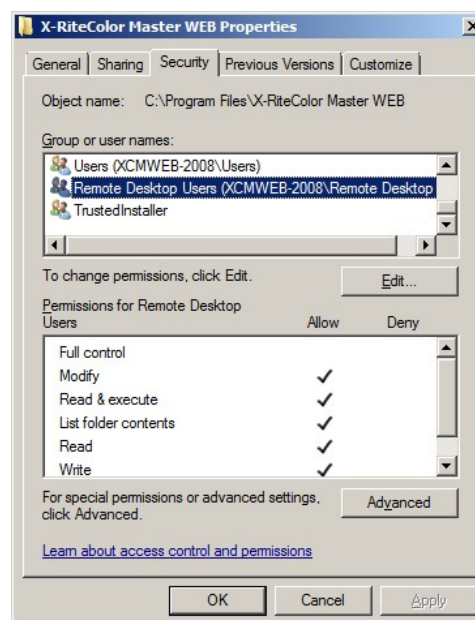 X-RiteColor Master WEB Properties
General Sharing Security Previous Versions Customize
Object name: C:\Program Files\X-RiteColor Master WEB
Group or user names:
Users (XCMWEB-2008\Users)
Remote Desktop Users (XCMWEB-2008\Remote Desktop
TrustedInstaller
To change permissions, click Edit.
Edit...
Permissions for Remote Desktop
Users Allow Deny
Full control
Modify
Read & execute
List folder contents
Read
Write
For special permissions or advanced settings,
click Advanced.
Advanced
Learn about access control and permissions
OK Cancel Apply